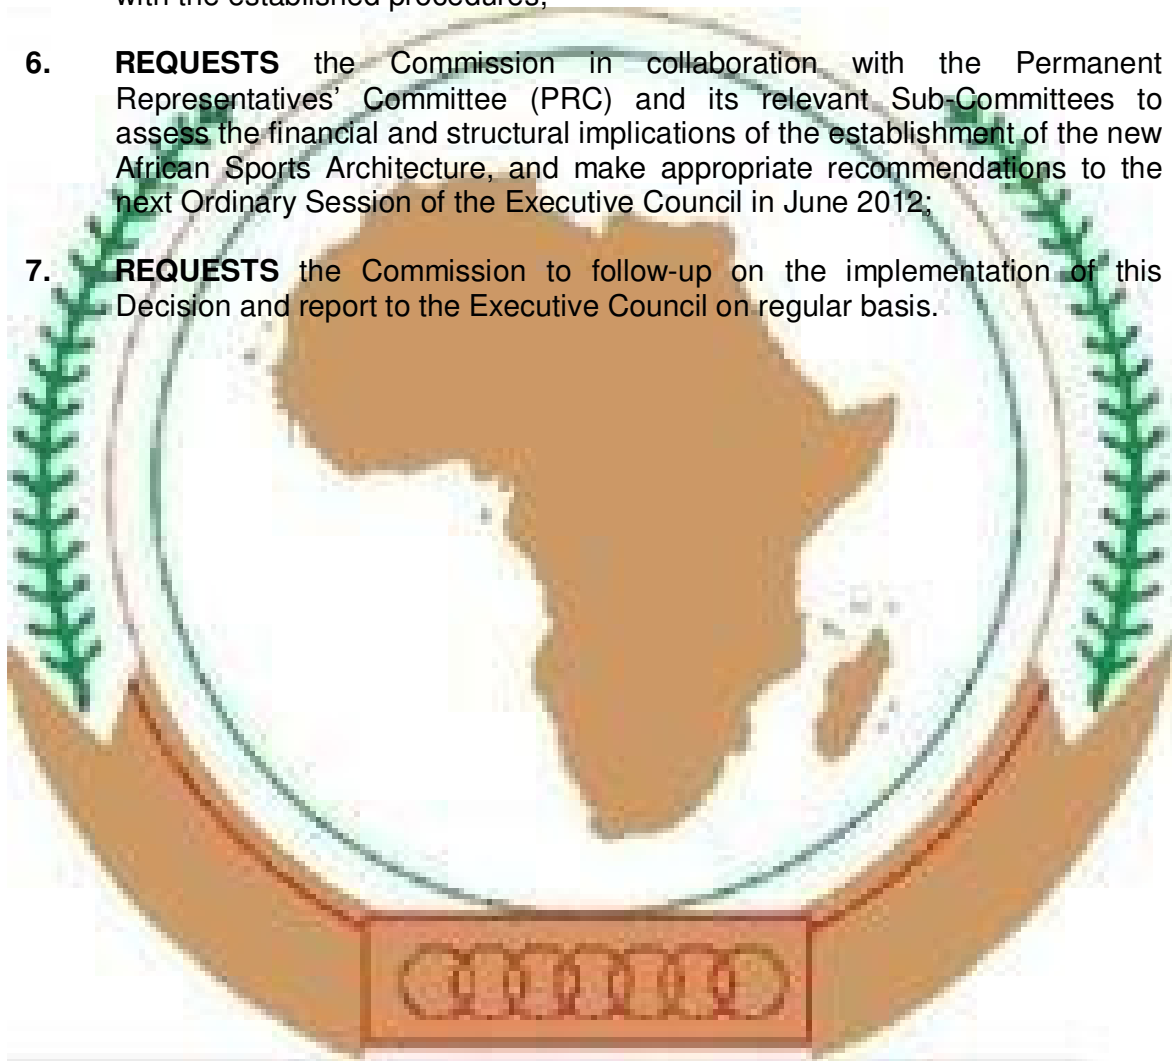 with the established procedures;
6. REQUESTS the Commission in collaboration with the Permanent
Representatives' Committee (PRC) and its relevant Sub-Committees to
assess the financial and structural implications of the establishment of the new
African Sports Architecture, and make appropriate recommendations to the
next Ordinary Session of the Executive Council in June 2012;
7. REQUESTS the Commission to follow-up on the implementation of this
Decision and report to the Executive Council on regular basis.